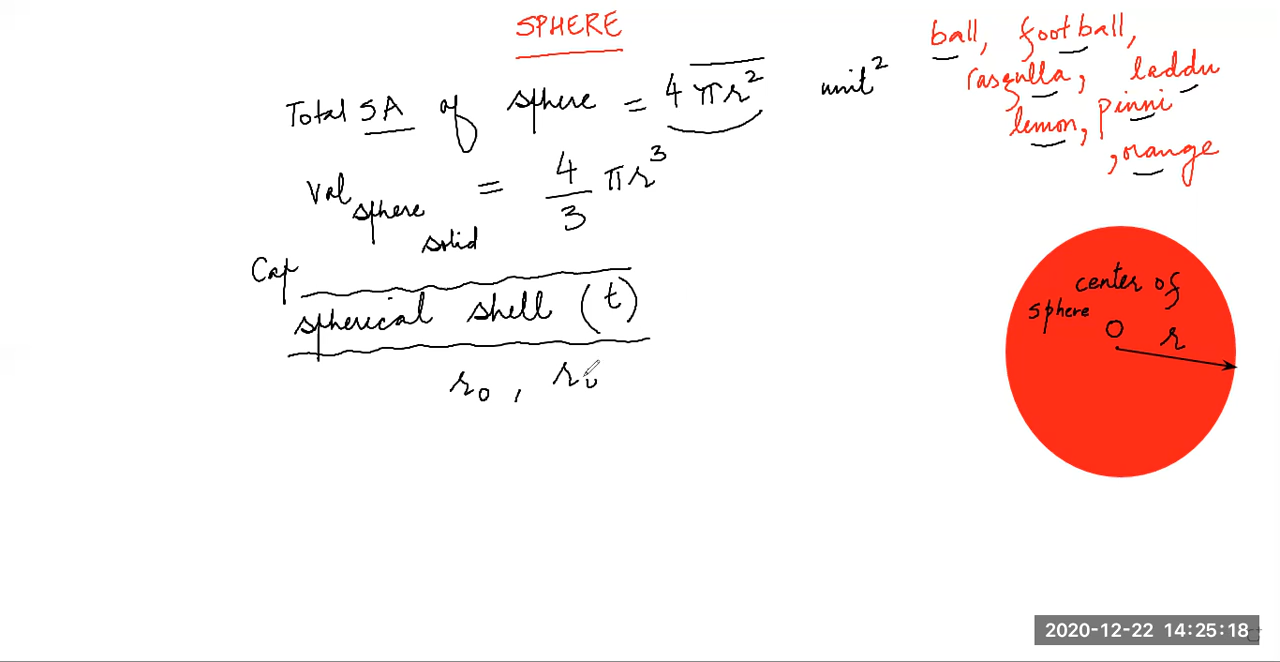 SPHERE
Total SA of sphere = 4πr² unit²
Vol sphere solid = 4/3 πr³
Cap
spherical shell (t)
r₀ , rᵢ
ball, football,
rasgulla, laddu
lemon, pinni
, orange
center of
sphere
O r
2020-12-22 14:25:18